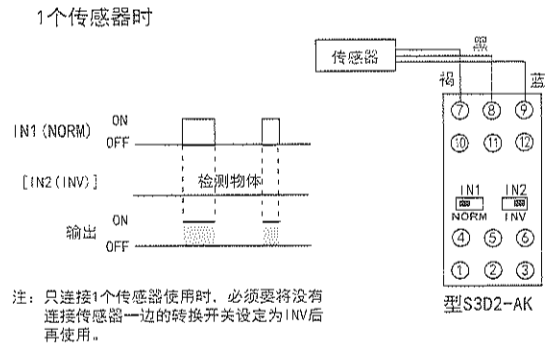 1个传感器时
传感器
黑
褐
蓝
⑦ ⑧ ⑨
⑩ ⑪ ⑫
IN1 IN2
NORM INV
④ ⑤ ⑥
① ② ③
型S3D2-AK
IN1(NORM)
ON
OFF
[IN2(INV)]
检测物体
输出
ON
OFF
注：只连接1个传感器使用时，必须要将没有
连接传感器一边的转换开关设定为INV后
再使用。